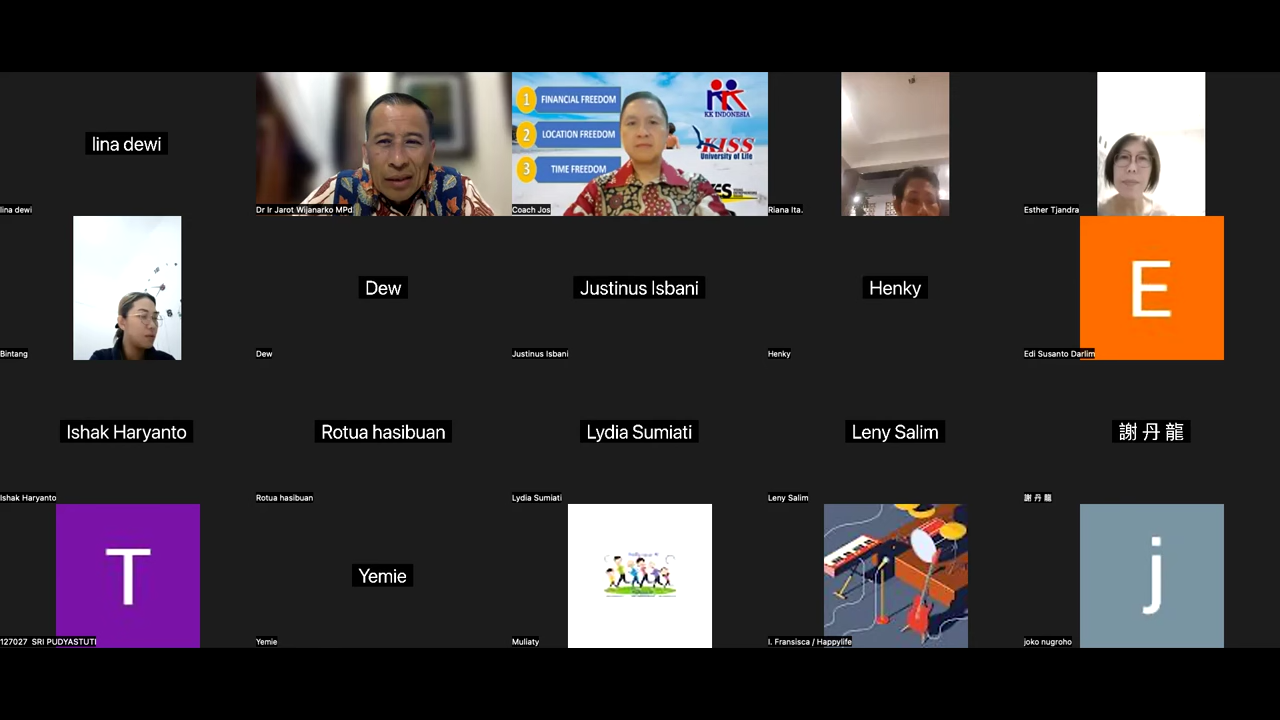 lina dewi
lina dewi
Dr Ir Jarot Wijanarko MPd
1 FINANCIAL FREEDOM
2 LOCATION FREEDOM
3 TIME FREEDOM
KK INDONESIA
KISS
University of Life
YES
Coach Jos
Riana Ita.
Esther Tjandra
Bintang
Dew
Dew
Justinus Isbani
Justinus Isbani
Henky
Henky
E
Edi Susanto Darlim
Ishak Haryanto
Ishak Haryanto
Rotua hasibuan
Rotua hasibuan
Lydia Sumiati
Lydia Sumiati
Leny Salim
Leny Salim
謝 丹 龍
謝 丹 龍
T
127027 SRI PUDYASTUTI
Yemie
Yemie
Muliaty
I. Fransisca / Happylife
j
joko nugroho